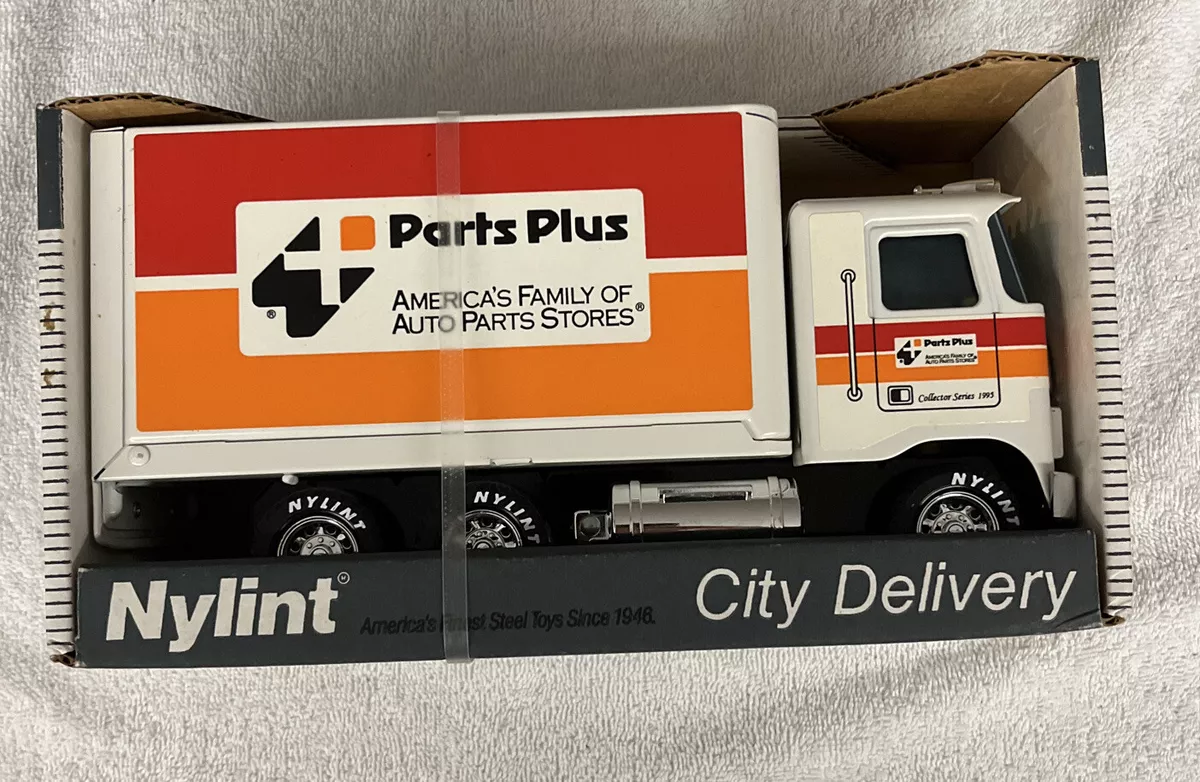 Parts Plus
AMERICA'S FAMILY OF
AUTO PARTS STORES®
®
Parts Plus
AMERICA'S FAMILY OF
AUTO PARTS STORES®
Collector Series 1995
NYLINT
NYLINT
NYLINT
Nylint®
America's Finest Steel Toys Since 1946.
City Delivery